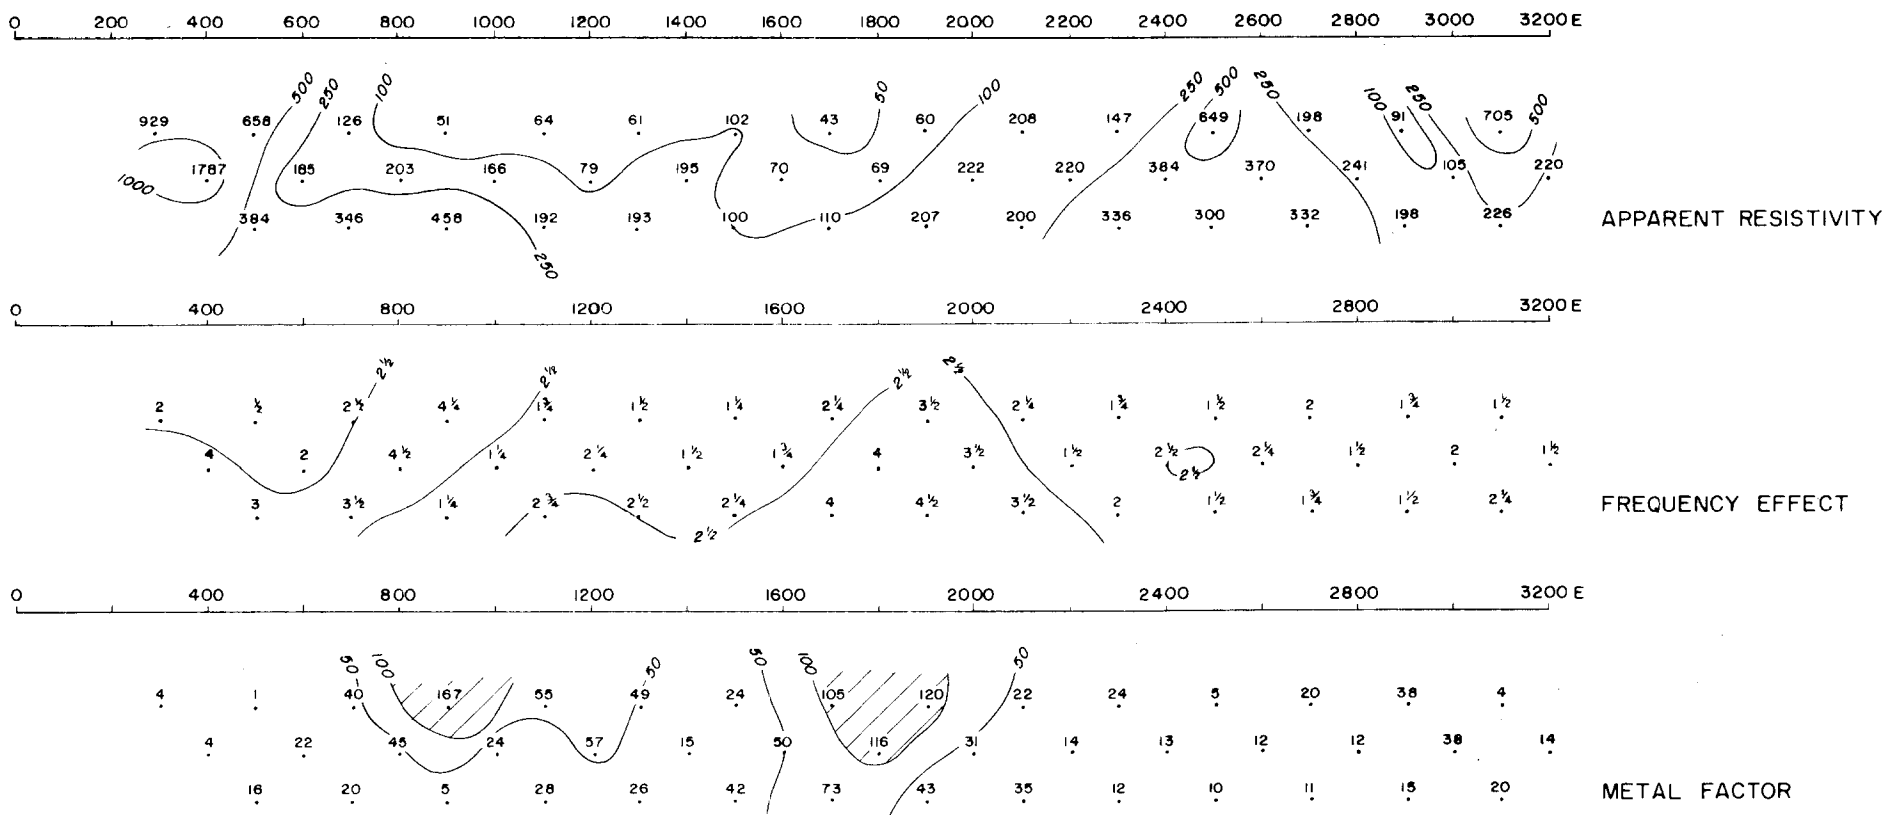 0 200 400 600 800 1000 1200 1400 1600 1800 2000 2200 2400 2600 2800 3000 3200 E
500 250 100 50 100 250 500 250 100 250 500
929 658 126 51 64 61 102 43 60 208 147 649 198 91 705
1000 1787 185 203 166 79 195 70 69 222 220 384 370 241 105 220
384 346 458 192 193 100 110 207 200 336 300 332 198 226
APPARENT RESISTIVITY
250
0 400 800 1200 1600 2000 2400 2800 3200 E
2½ 2½ 2½ 2½
2 ½ 2½ 4¼ 1¾ 1½ 1¼ 2¼ 3½ 2¼ 1¾ 1½ 2 1¾ 1½
4 2 4½ 1¼ 2¼ 1½ 1¾ 4 3½ 1½ 2½ 2¼ 1½ 2 1½
2½
3 3½ 1¼ 2¾ 2½ 2¼ 4 4½ 3½ 2 1½ 1¾ 1½ 2¼
FREQUENCY EFFECT
2½
0 400 800 1200 1600 2000 2400 2800 3200 E
50 100 50 50 100 50
4 1 40 167 55 49 24 105 120 22 24 5 20 38 4
4 22 45 24 57 15 50 116 31 14 13 12 12 38 14
16 20 5 28 26 42 73 43 35 12 10 11 15 20
METAL FACTOR